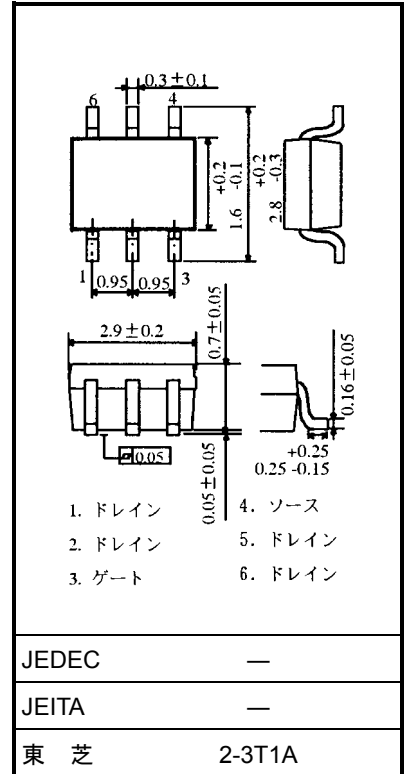 0.3±0.1
6 4
+0.2
1.6 -0.1
+0.2
2.8 -0.3
1 0.95 0.95 3
2.9±0.2
0.7±0.05
0.16±0.05
▱ 0.05
0.05±0.05
+0.25
0.25 -0.15
1. ドレイン
2. ドレイン
3. ゲート
4. ソース
5. ドレイン
6. ドレイン
JEDEC ―
JEITA ―
東 芝 2-3T1A